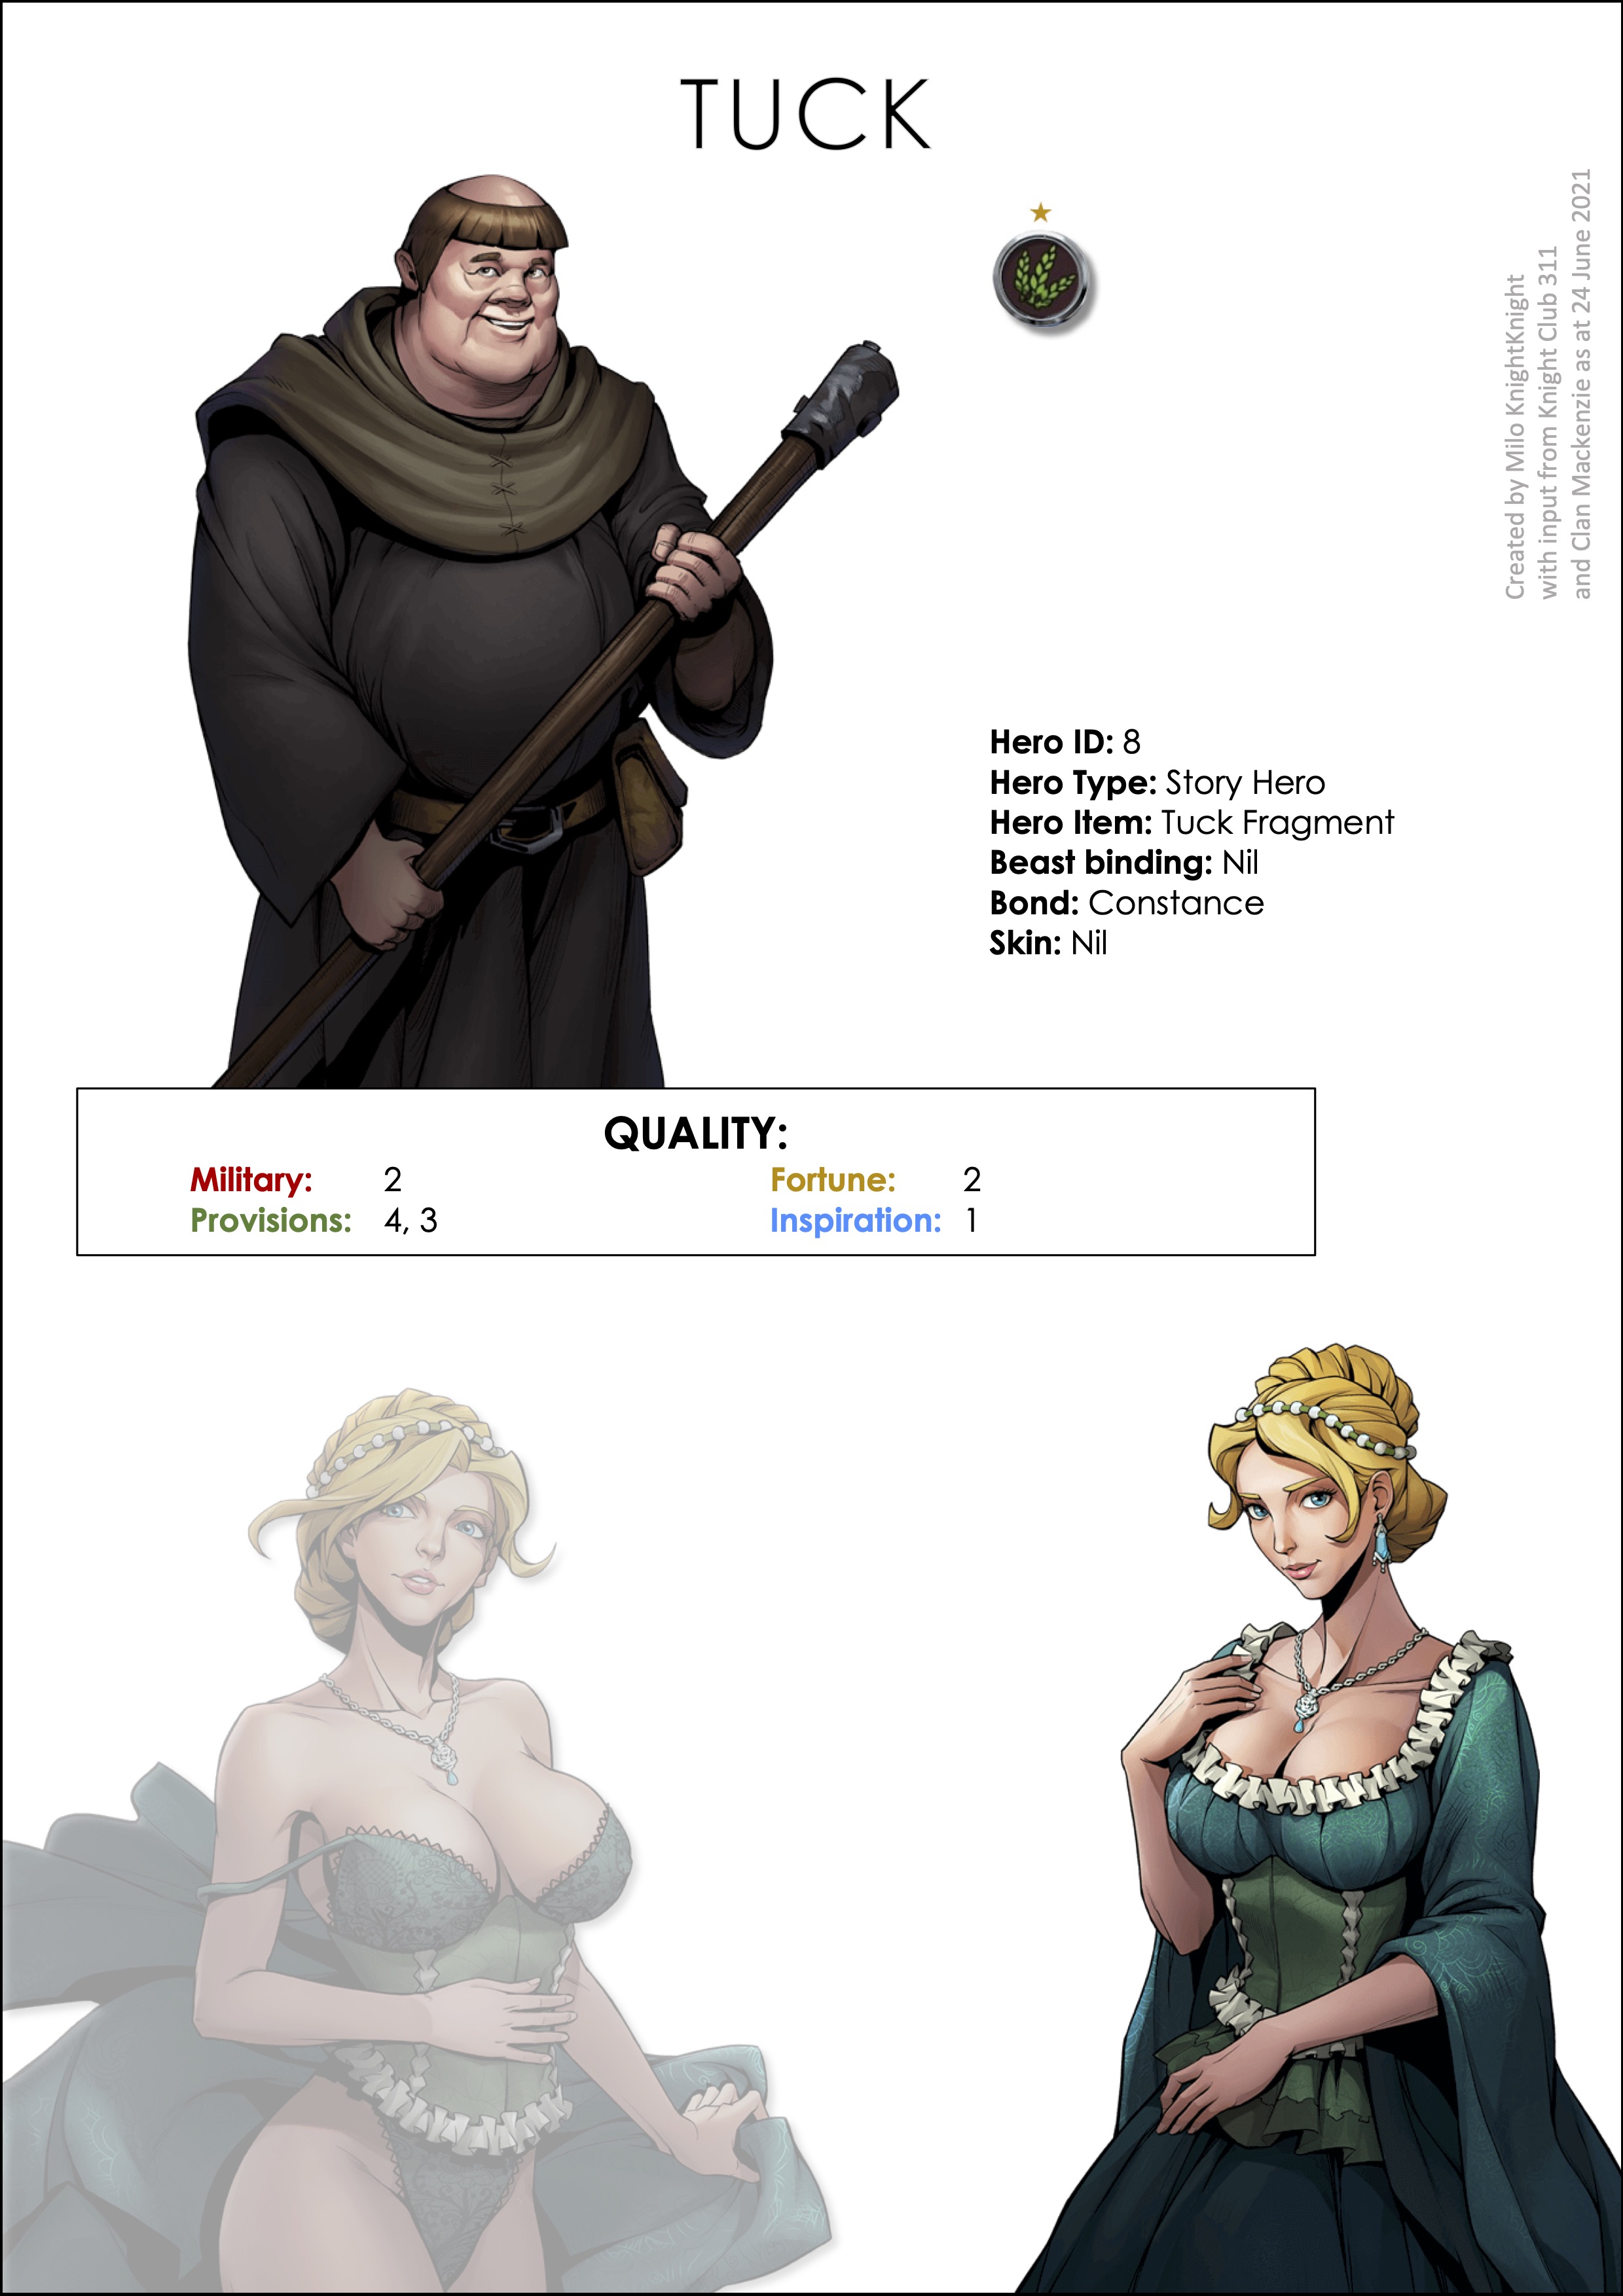 TUCK
Created by Milo KnightKnight
with input from Knight Club 311
and Clan Mackenzie as at 24 June 2021
Hero ID: 8
Hero Type: Story Hero
Hero Item: Tuck Fragment
Beast binding: Nil
Bond: Constance
Skin: Nil
QUALITY:
Military: 2 Fortune: 2
Provisions: 4, 3 Inspiration: 1